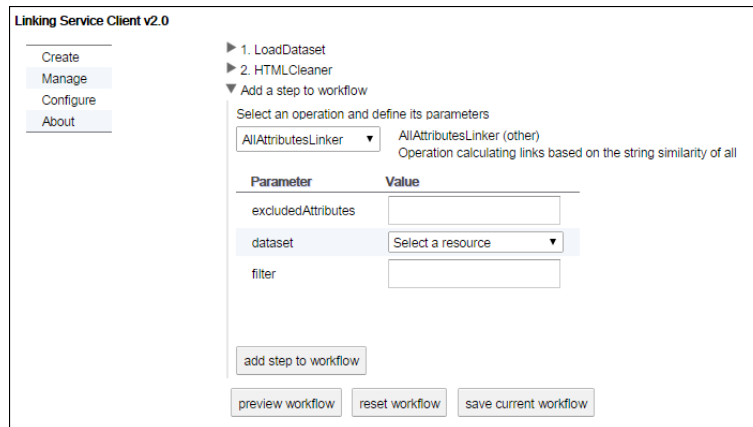 Linking Service Client v2.0
Create
Manage
Configure
About
1. LoadDataset
2. HTMLCleaner
Add a step to workflow
Select an operation and define its parameters
AllAttributesLinker
AllAttributesLinker (other)
Operation calculating links based on the string similarity of all
Parameter Value
excludedAttributes
dataset Select a resource
filter
add step to workflow
preview workflow reset workflow save current workflow